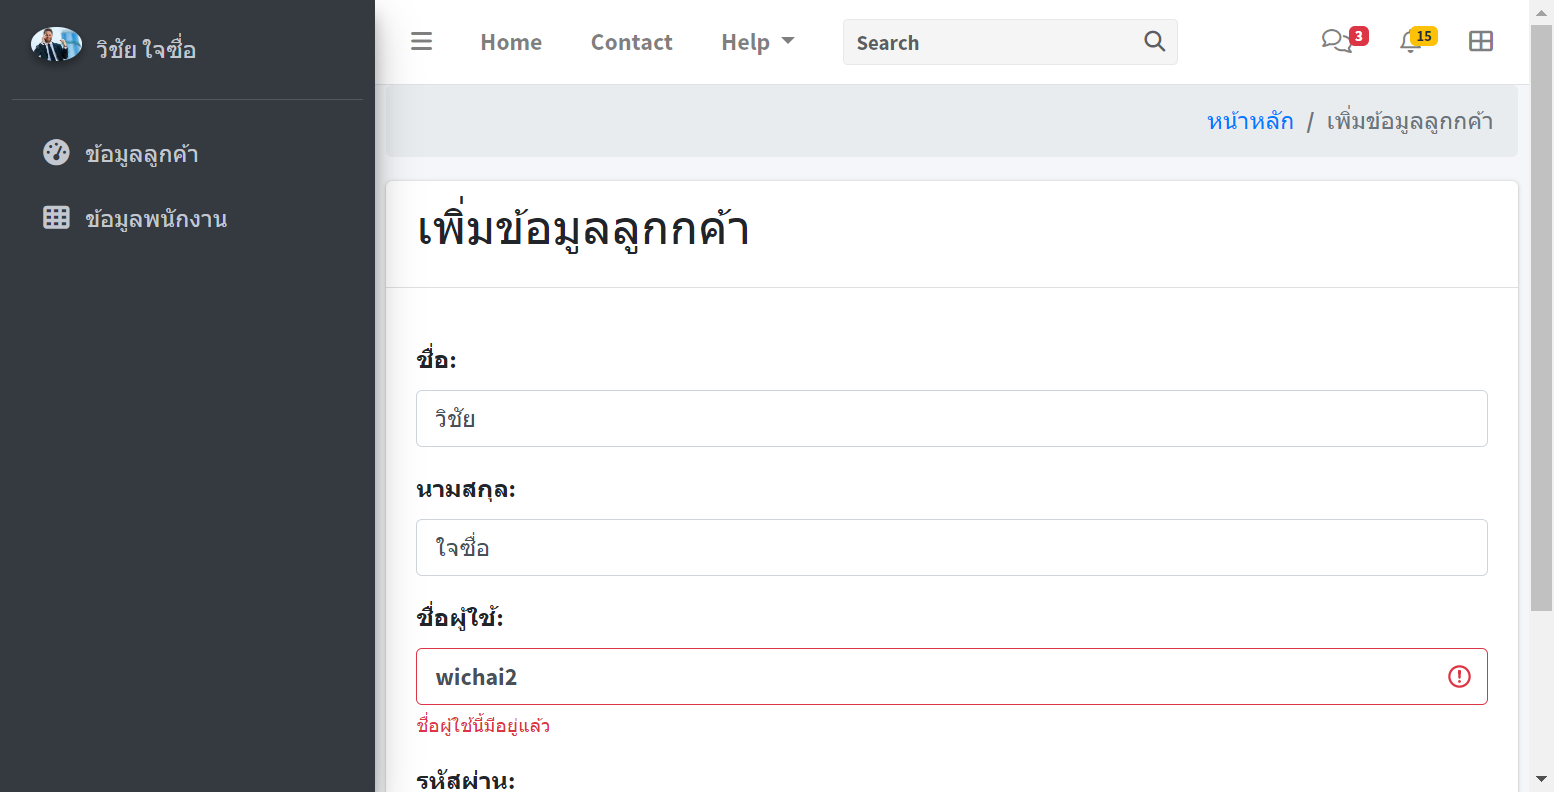 วิชัย ใจซื่อ
ข้อมูลลูกค้า
ข้อมูลพนักงาน
Home Contact Help Search 3 15
หน้าหลัก / เพิ่มข้อมูลลูกกค้า
เพิ่มข้อมูลลูกกค้า
ชื่อ:
วิชัย
นามสกุล:
ใจซื่อ
ชื่อผู้ใช้:
wichai2
ชื่อผู้ใช้นี้มีอยู่แล้ว
รหัสผ่าน: